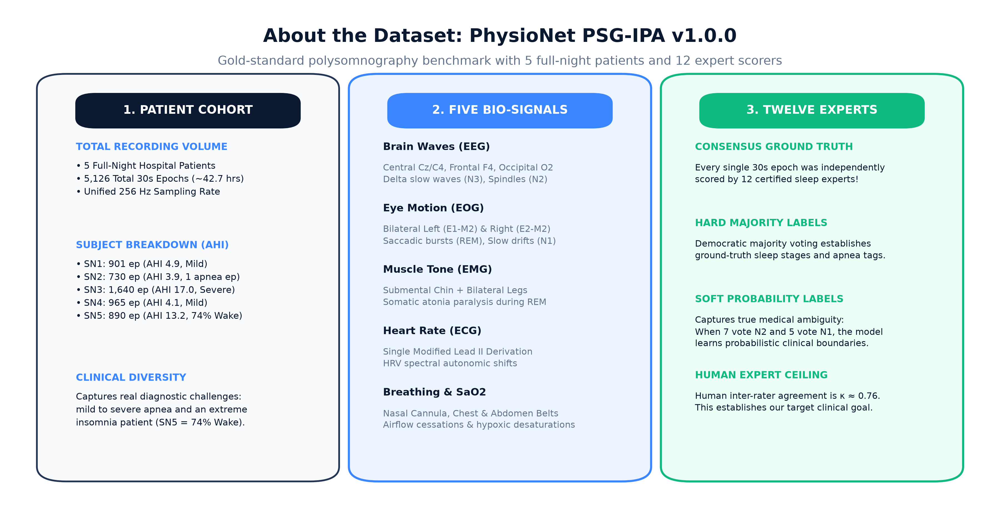 About the Dataset: PhysioNet PSG-IPA v1.0.0
Gold-standard polysomnography benchmark with 5 full-night patients and 12 expert scorers
1. PATIENT COHORT
TOTAL RECORDING VOLUME
• 5 Full-Night Hospital Patients
• 5,126 Total 30s Epochs (~42.7 hrs)
• Unified 256 Hz Sampling Rate
SUBJECT BREAKDOWN (AHI)
• SN1: 901 ep (AHI 4.9, Mild)
• SN2: 730 ep (AHI 3.9, 1 apnea ep)
• SN3: 1,640 ep (AHI 17.0, Severe)
• SN4: 965 ep (AHI 4.1, Mild)
• SN5: 890 ep (AHI 13.2, 74% Wake)
CLINICAL DIVERSITY
Captures real diagnostic challenges:
mild to severe apnea and an extreme
insomnia patient (SN5 = 74% Wake).
2. FIVE BIO-SIGNALS
Brain Waves (EEG)
Central Cz/C4, Frontal F4, Occipital O2
Delta slow waves (N3), Spindles (N2)
Eye Motion (EOG)
Bilateral Left (E1-M2) & Right (E2-M2)
Saccadic bursts (REM), Slow drifts (N1)
Muscle Tone (EMG)
Submental Chin + Bilateral Legs
Somatic atonia paralysis during REM
Heart Rate (ECG)
Single Modified Lead II Derivation
HRV spectral autonomic shifts
Breathing & SaO2
Nasal Cannula, Chest & Abdomen Belts
Airflow cessations & hypoxic desaturations
3. TWELVE EXPERTS
CONSENSUS GROUND TRUTH
Every single 30s epoch was independently
scored by 12 certified sleep experts!
HARD MAJORITY LABELS
Democratic majority voting establishes
ground-truth sleep stages and apnea tags.
SOFT PROBABILITY LABELS
Captures true medical ambiguity:
When 7 vote N2 and 5 vote N1, the model
learns probabilistic clinical boundaries.
HUMAN EXPERT CEILING
Human inter-rater agreement is κ ≈ 0.76.
This establishes our target clinical goal.